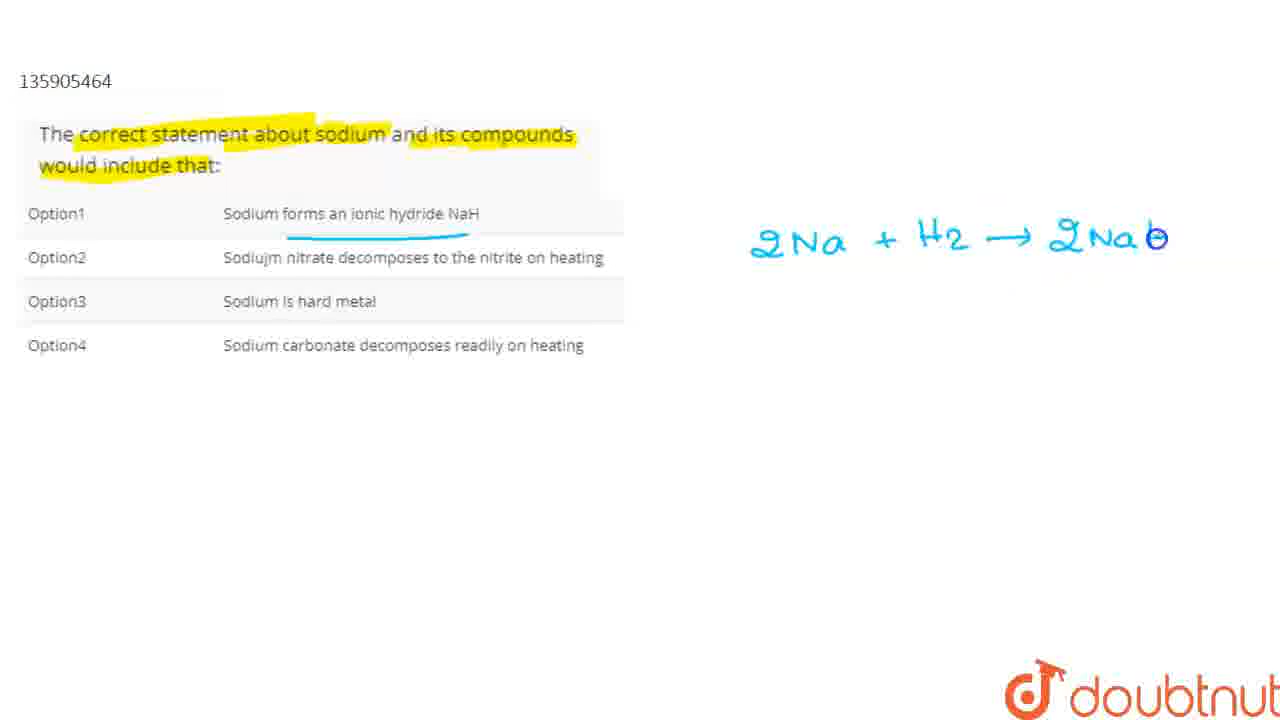 135905464
The correct statement about sodium and its compounds
would include that:
Option1 Sodium forms an ionic hydride NaH
Option2 Sodiujm nitrate decomposes to the nitrite on heating
Option3 Sodium is hard metal
Option4 Sodium carbonate decomposes readily on heating
2Na + H2 → 2Na
doubtnut